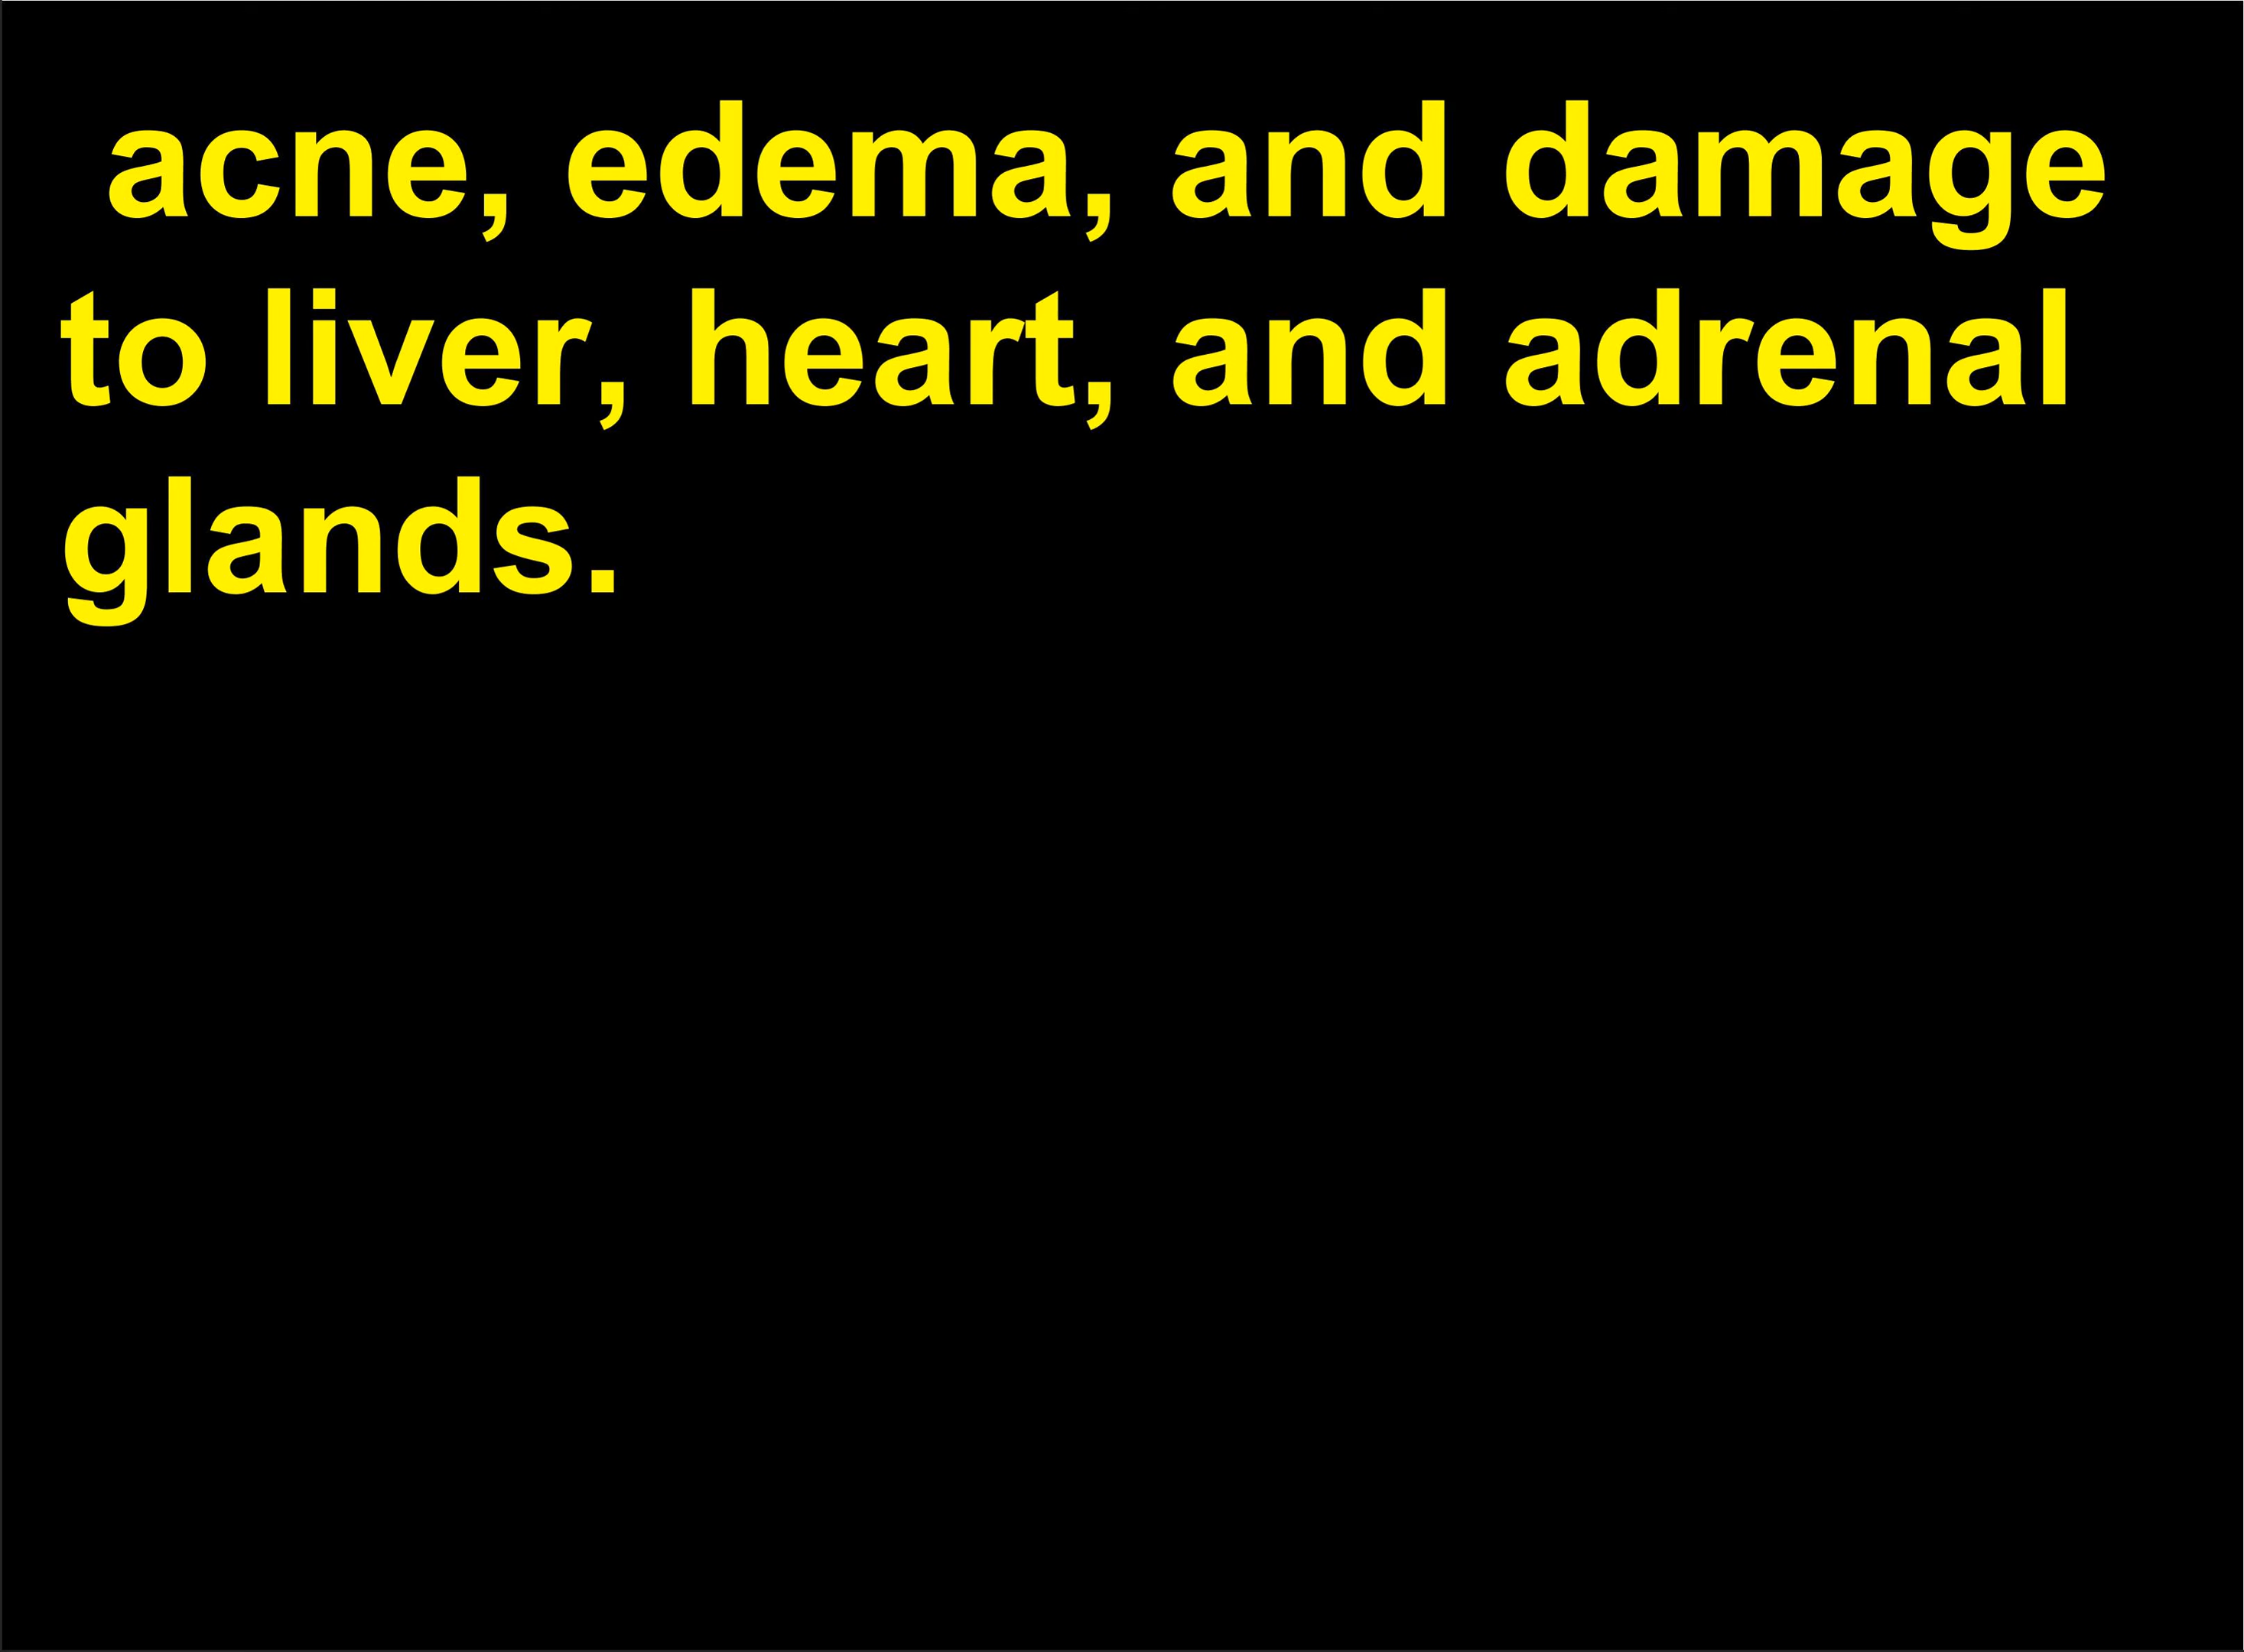 acne, edema, and damage
to liver, heart, and adrenal
glands.